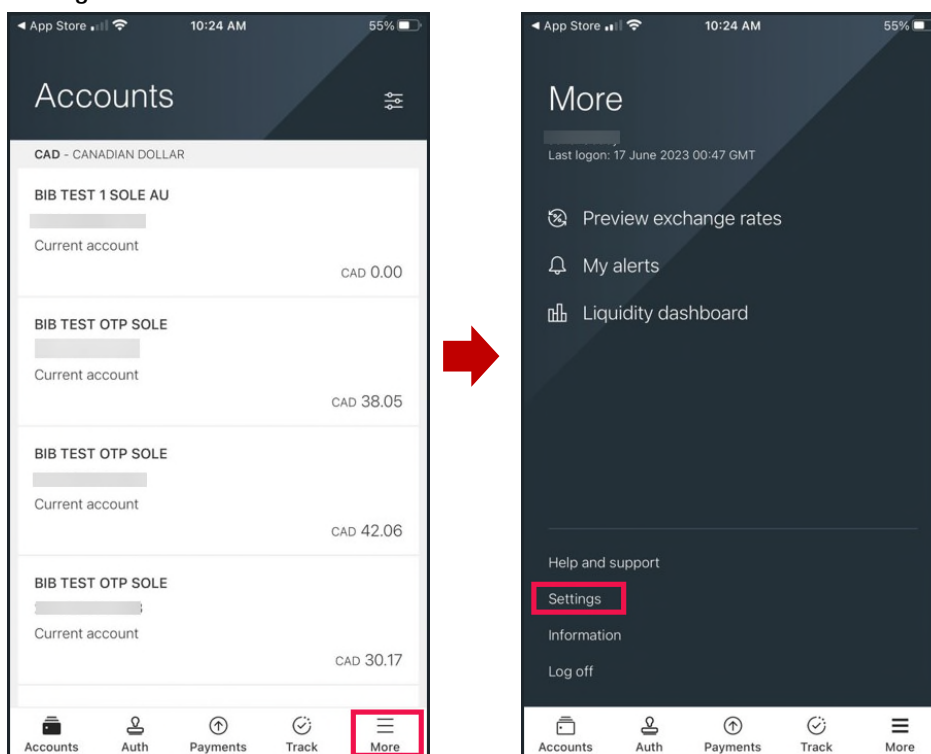 App Store
10:24 AM
55%
Accounts
CAD - CANADIAN DOLLAR
BIB TEST 1 SOLE AU
Current account
CAD 0.00
BIB TEST OTP SOLE
Current account
CAD 38.05
BIB TEST OTP SOLE
Current account
CAD 42.06
BIB TEST OTP SOLE
Current account
CAD 30.17
Accounts Auth Payments Track More
App Store
10:24 AM
55%
More
Last logon: 17 June 2023 00:47 GMT
Preview exchange rates
My alerts
Liquidity dashboard
Help and support
Settings
Information
Log off
Accounts Auth Payments Track More